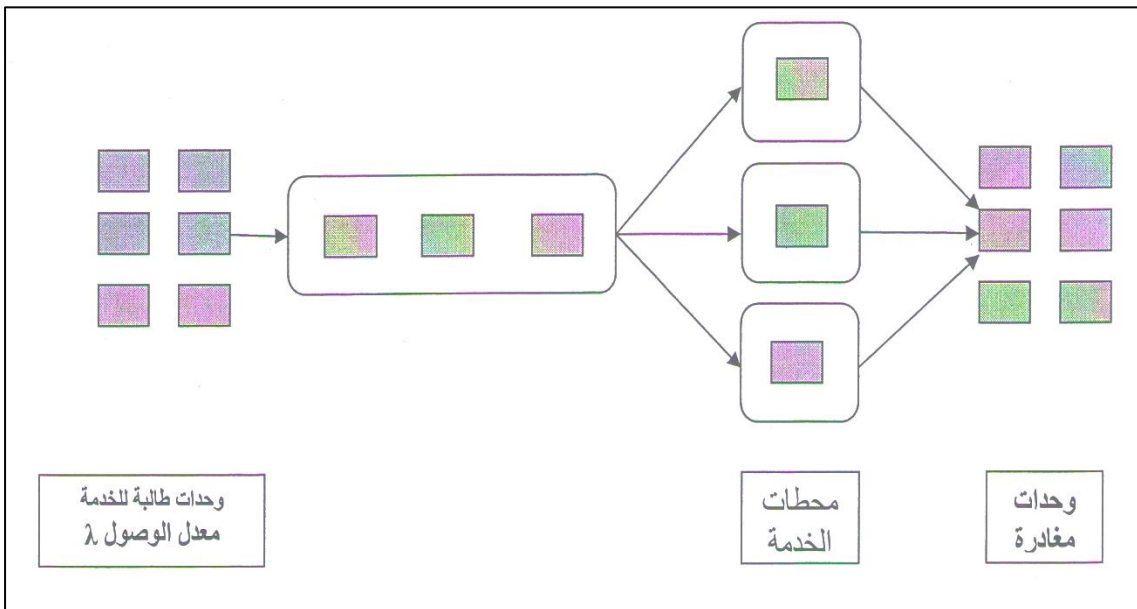 وحدات طالبة للخدمة
معدل الوصول λ
محطات
الخدمة
وحدات
مغادرة